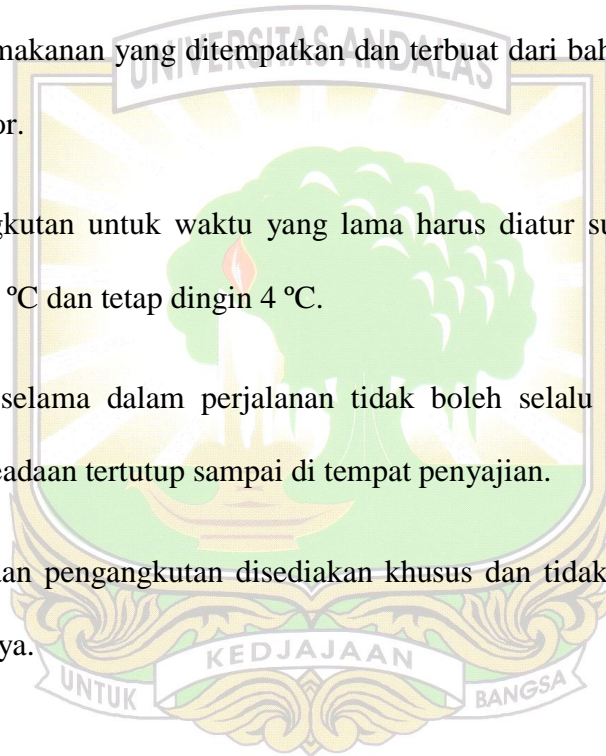 makanan yang ditempatkan dan terbuat dari bah
UNIVERSITAS ANDALAS
or.
gkutan untuk waktu yang lama harus diatur su
ºC dan tetap dingin 4 ºC.
selama dalam perjalanan tidak boleh selalu
eadaan tertutup sampai di tempat penyajian.
an pengangkutan disediakan khusus dan tidak
ya.
KEDJAJAAN
UNTUK
BANGSA